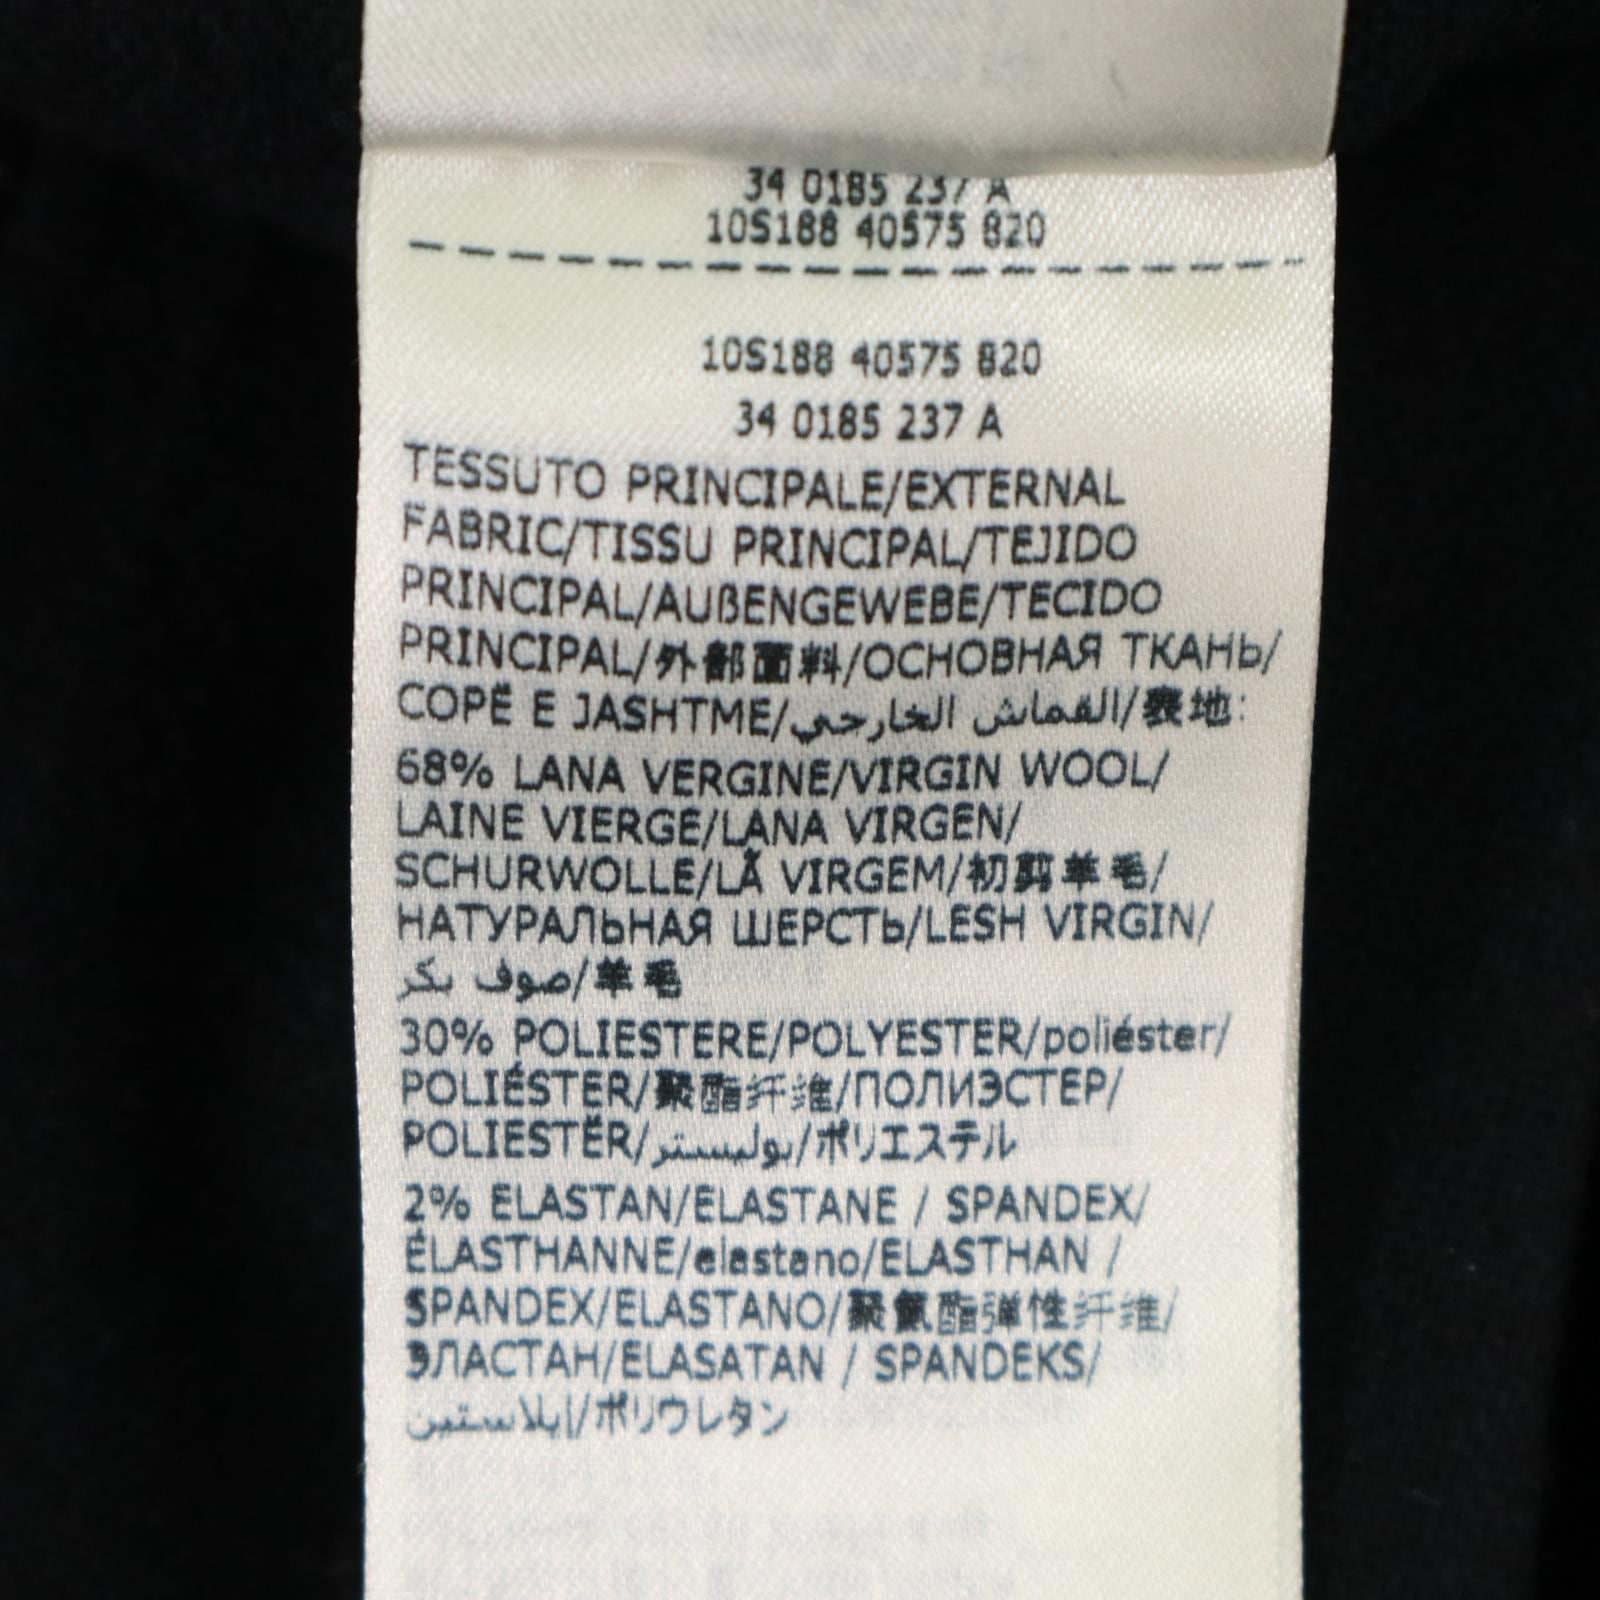 34 0185 237 A
10S188 40575 820
10S188 40575 820
34 0185 237 A
TESSUTO PRINCIPALE/EXTERNAL
FABRIC/TISSU PRINCIPAL/TEJIDO
PRINCIPAL/AUßENGEWEBE/TECIDO
PRINCIPAL/外部面料/ОСНОВНАЯ ТКАНЬ/
COPË E JASHTME/القماش الخارجي/表地:
68% LANA VERGINE/VIRGIN WOOL/
LAINE VIERGE/LANA VIRGEN/
SCHURWOLLE/LÃ VIRGEM/初剪羊毛/
НАТУРАЛЬНАЯ ШЕРСТЬ/LESH VIRGIN/
صوف بكر/羊毛
30% POLIESTERE/POLYESTER/poliéster/
POLIÉSTER/聚酯纤维/ПОЛИЭСТЕР/
POLIESTËR/بوليستر/ポリエステル
2% ELASTAN/ELASTANE / SPANDEX/
ÉLASTHANNE/elastano/ELASTHAN /
SPANDEX/ELASTANO/聚氨酯弹性纤维/
ЭЛАСТАН/ELASATAN / SPANDEKS/
إيلاستين/ポリウレタン